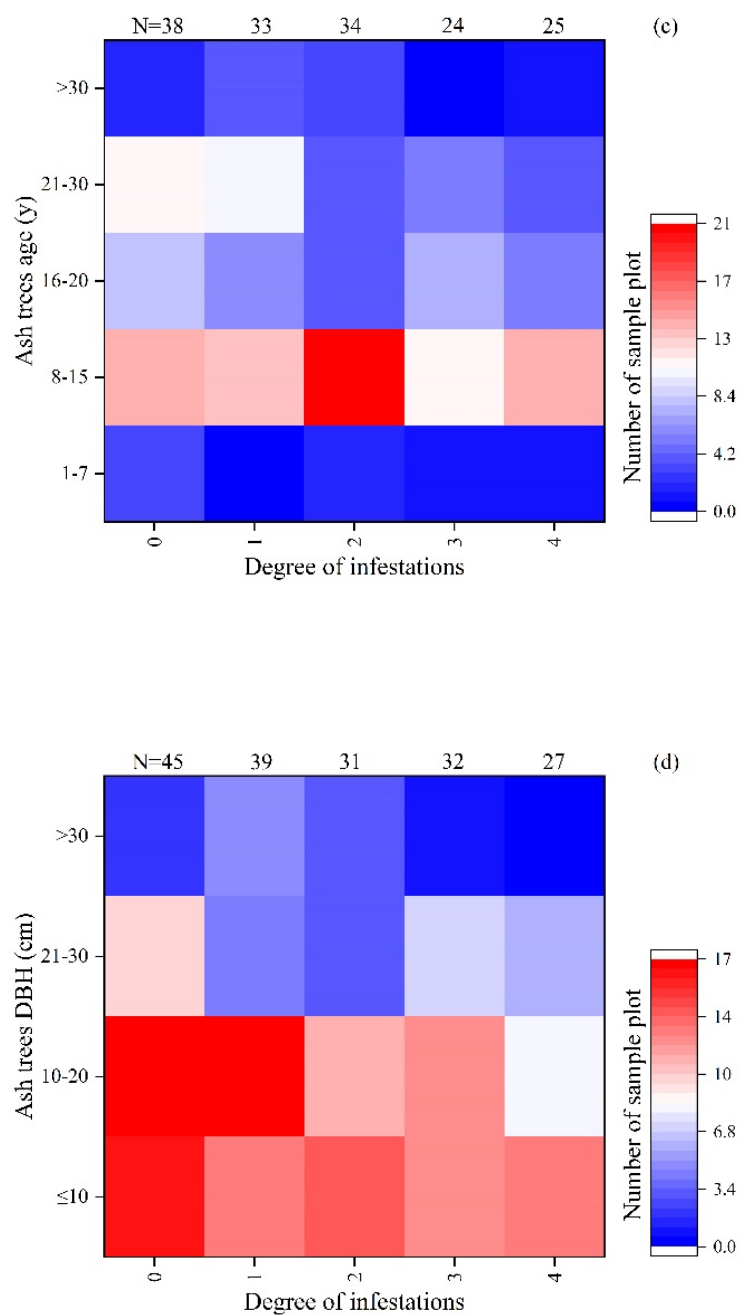 N=38 33 34 24 25 (c)
>30
21-30
16-20
8-15
1-7
Ash trees age (y)
0 1 2 3 4
Degree of infestations
21
17
13
8.4
4.2
0.0
Number of sample plot
N=45 39 31 32 27 (d)
>30
21-30
10-20
≤10
Ash trees DBH (cm)
0 1 2 3 4
Degree of infestations
17
14
10
6.8
3.4
0.0
Number of sample plot